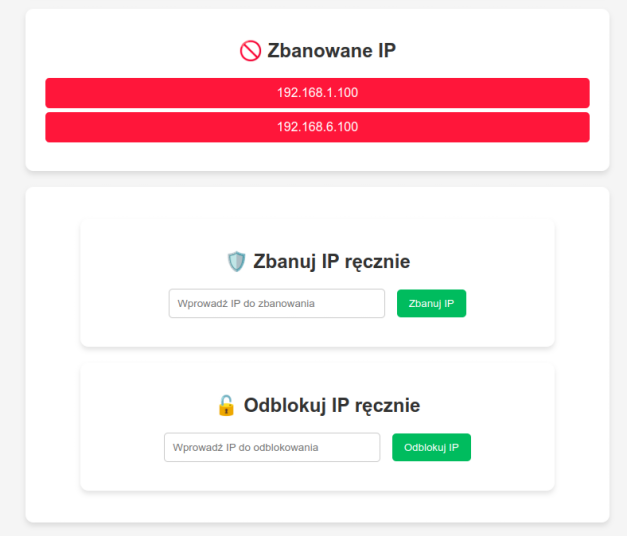 🚫 Zbanowane IP
192.168.1.100
192.168.6.100
🛡️ Zbanuj IP ręcznie
Wprowadź IP do zbanowania Zbanuj IP
🔓 Odblokuj IP ręcznie
Wprowadź IP do odblokowania Odblokuj IP